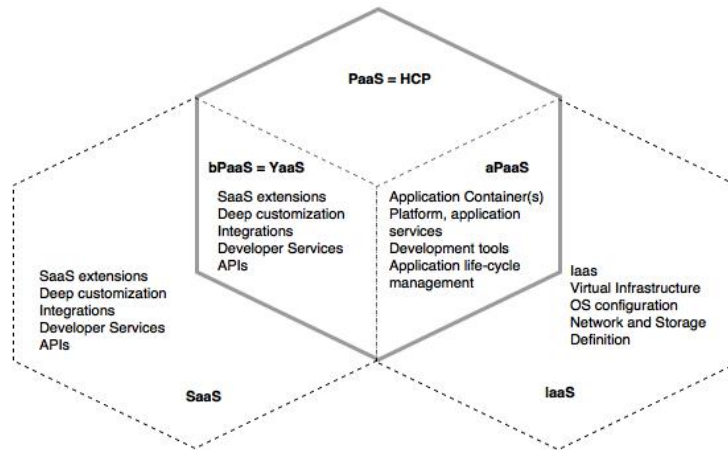 PaaS = HCP
bPaaS = YaaS
SaaS extensions
Deep customization
Integrations
Developer Services
APIs
aPaaS
Application Container(s)
Platform, application
services
Development tools
Application life-cycle
management
SaaS extensions
Deep customization
Integrations
Developer Services
APIs
SaaS
Iaas
Virtual Infrastructure
OS configuration
Network and Storage
Definition
IaaS